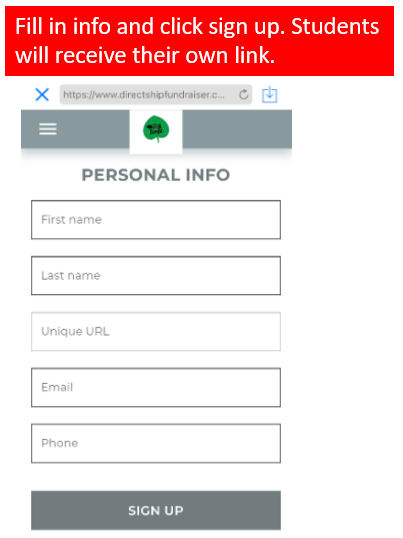 Fill in info and click sign up. Students
will receive their own link.
https://www.directshipfundraiser.c...
PERSONAL INFO
First name
Last name
Unique URL
Email
Phone
SIGN UP